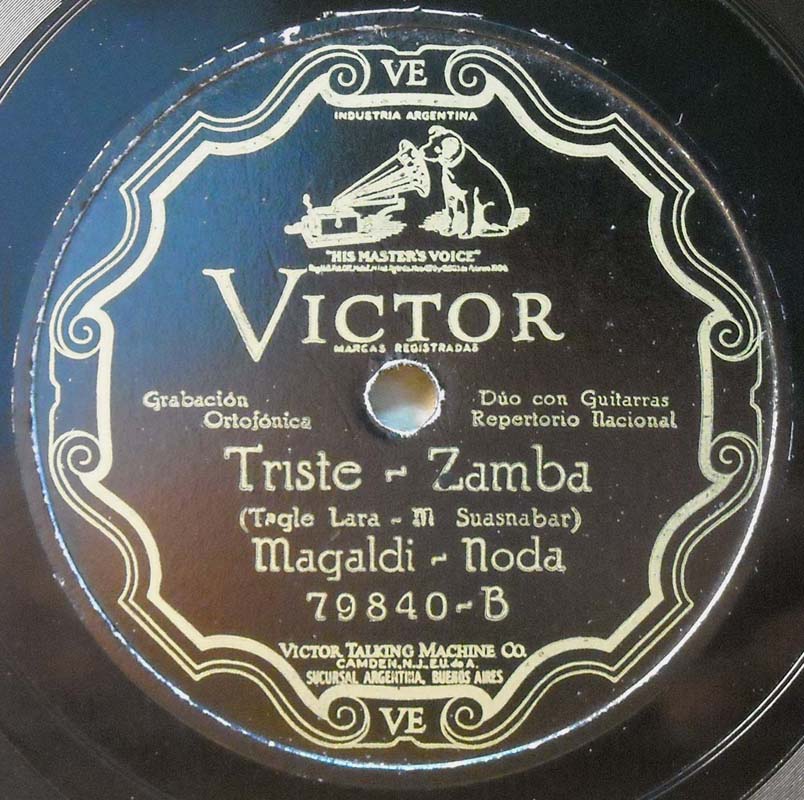 VE
INDUSTRIA ARGENTINA
"HIS MASTER'S VOICE"
VICTOR
MARCAS REGISTRADAS
Grabación
Ortofónica
Dúo con Guitarras
Repertorio Nacional
Triste - Zamba
(Tagle Lara - M Suasnabar)
Magaldi - Noda
79840-B
VICTOR TALKING MACHINE CO.
CAMDEN, N.J., E.U. de A.
SUCURSAL ARGENTINA, BUENOS AIRES
VE